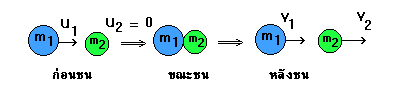 u1 u2 = 0 v1 v2
m1 m2 m1 m2 m1 m2
ก่อนชน ขณะชน หลังชน